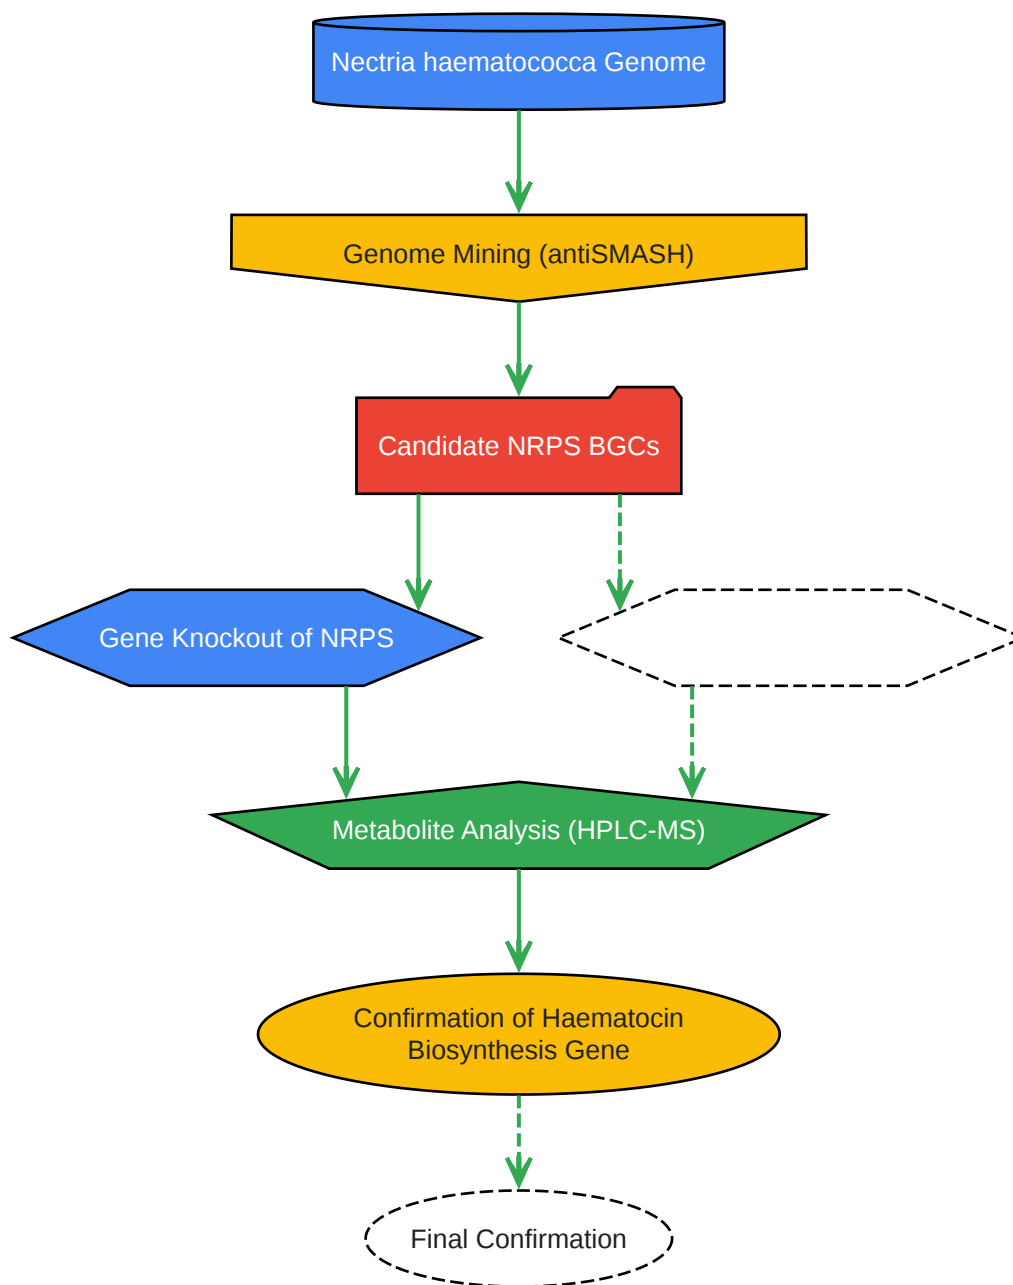 Nectria haematococca Genome
Genome Mining (antiSMASH)
Candidate NRPS BGCs
Gene Knockout of NRPS
Metabolite Analysis (HPLC-MS)
Confirmation of Haematocin
Biosynthesis Gene
Final Confirmation